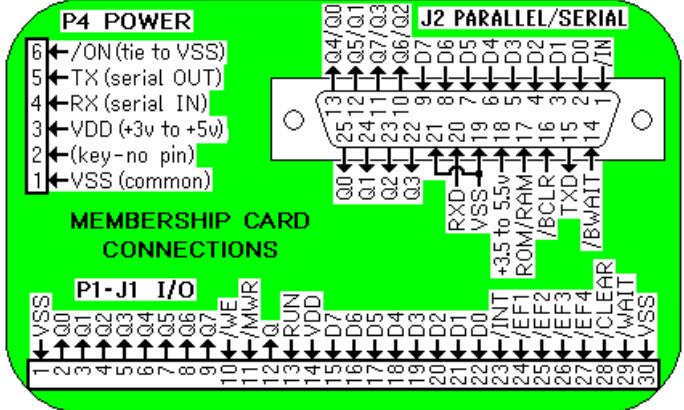 P4 POWER
6 /ON (tie to VSS)
5 TX (serial OUT)
4 RX (serial IN)
3 VDD (+3v to +5v)
2 (key-no pin)
1 VSS (common)
J2 PARALLEL/SERIAL
Q4/Q0 Q5/Q1 Q7/Q3 Q6/Q2 D7 D6 D5 D4 D3 D2 D1 D0 /IN
13 12 11 10 9 8 7 6 5 4 3 2 1
25 24 23 22 21 20 19 18 17 16 15 14
Q0 Q1 Q2 Q3 RXD VSS +3.5 to 5.5v ROM/RAM /BCLR TXD /BWAIT
MEMBERSHIP CARD
CONNECTIONS
P1-J1 I/O
VSS Q0 Q1 Q2 Q3 Q4 Q5 Q6 Q7 /WE /MWR Q RUN VDD D7 D6 D5 D4 D3 D2 D1 D0 /INT /EF1 /EF2 /EF3 /EF4 /CLEAR /WAIT VSS
1 2 3 4 5 6 7 8 9 10 11 12 13 14 15 16 17 18 19 20 21 22 23 24 25 26 27 28 29 30